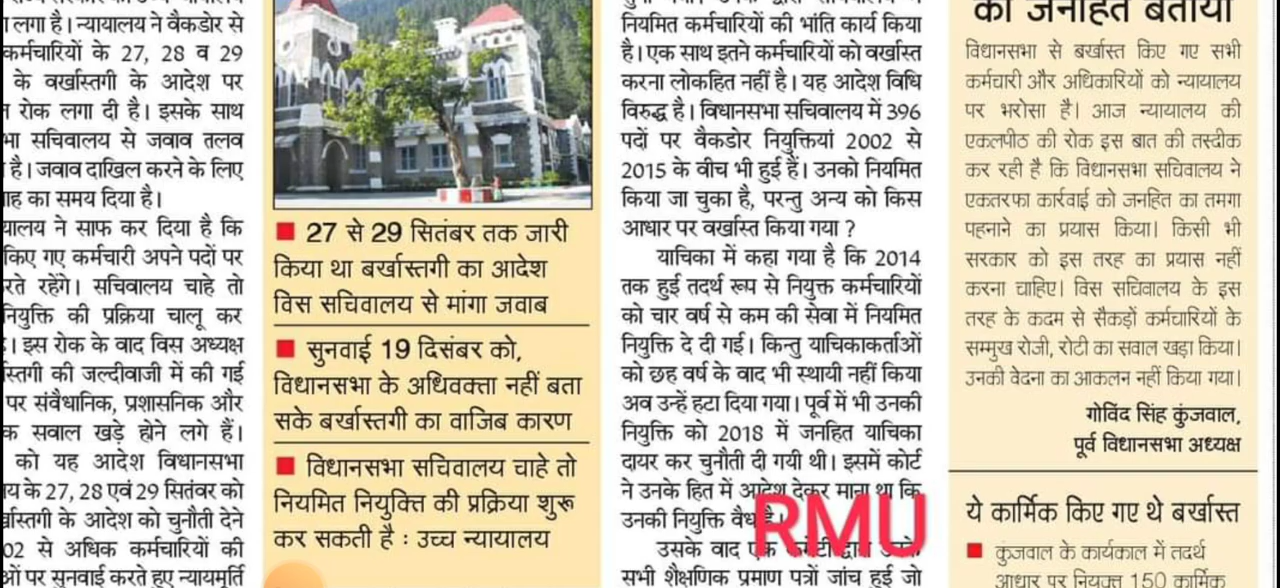 लगा है। न्यायालय ने वैकडोर से
कर्मचारियों के 27, 28 व 29
के वर्खास्तगी के आदेश पर
रोक लगा दी है। इसके साथ
सचिवालय से जवाव तलव
है। जवाव दाखिल करने के लिए
का समय दिया है।
ने साफ कर दिया है कि
किए गए कर्मचारी अपने पदों पर
रहेंगे। सचिवालय चाहे तो
नियुक्ति की प्रक्रिया चालू कर
। इस रोक के वाद विस अध्यक्ष
की जल्दीवाजी में की गई
पर संवैधानिक, प्रशासनिक और
सवाल खड़े होने लगे हैं।
को यह आदेश विधानसभा
के 27, 28 एवं 29 सितंवर को
के आदेश को चुनौती देने
02 से अधिक कर्मचारियों की
पर सुनवाई करते हुए न्यायमूर्ति
■ 27 से 29 सितंबर तक जारी
किया था बर्खास्तगी का आदेश
विस सचिवालय से मांगा जवाब
■ सुनवाई 19 दिसंबर को,
विधानसभा के अधिवक्ता नहीं बता
सके बर्खास्तगी का वाजिब कारण
■ विधानसभा सचिवालय चाहे तो
नियमित नियुक्ति की प्रक्रिया शुरू
कर सकती है : उच्च न्यायालय
नियमित कर्मचारियों की भांति कार्य किया
है। एक साथ इतने कर्मचारियों को वर्खास्त
करना लोकहित नहीं है। यह आदेश विधि
विरुद्ध है। विधानसभा सचिवालय में 396
पदों पर वैकडोर नियुक्तियां 2002 से
2015 के वीच भी हुई हैं। उनको नियमित
किया जा चुका है, परन्तु अन्य को किस
आधार पर वर्खास्त किया गया ?
याचिका में कहा गया है कि 2014
तक हुई तदर्थ रूप से नियुक्त कर्मचारियों
को चार वर्ष से कम की सेवा में नियमित
नियुक्ति दे दी गई। किन्तु याचिकाकर्ताओं
को छह वर्ष के वाद भी स्थायी नहीं किया
अव उन्हें हटा दिया गया। पूर्व में भी उनकी
नियुक्ति को 2018 में जनहित याचिका
दायर कर चुनौती दी गयी थी। इसमें कोर्ट
ने उनके हित में आदेश देकर माना था कि
उनकी नियुक्ति वैध है।
उसके वाद एक कमेटी द्वारा उनके
सभी शैक्षणिक प्रमाण पत्रों जांच हुई जो
RMU
को जनहित बताया
विधानसभा से बर्खास्त किए गए सभी
कर्मचारी और अधिकारियों को न्यायालय
पर भरोसा है। आज न्यायालय की
एकलपीठ की रोक इस बात की तस्दीक
कर रही है कि विधानसभा सचिवालय ने
एकतरफा कार्रवाई को जनहित का तमगा
पहनाने का प्रयास किया। किसी भी
सरकार को इस तरह का प्रयास नहीं
करना चाहिए। विस सचिवालय के इस
तरह के कदम से सैकड़ों कर्मचारियों के
सम्मुख रोजी, रोटी का सवाल खड़ा किया।
उनकी वेदना का आकलन नहीं किया गया।
गोविंद सिंह कुंजवाल,
पूर्व विधानसभा अध्यक्ष
ये कार्मिक किए गए थे बर्खास्त
■ कुंजवाल के कार्यकाल में तदर्थ
आधार पर नियुक्त 150 कार्मिक